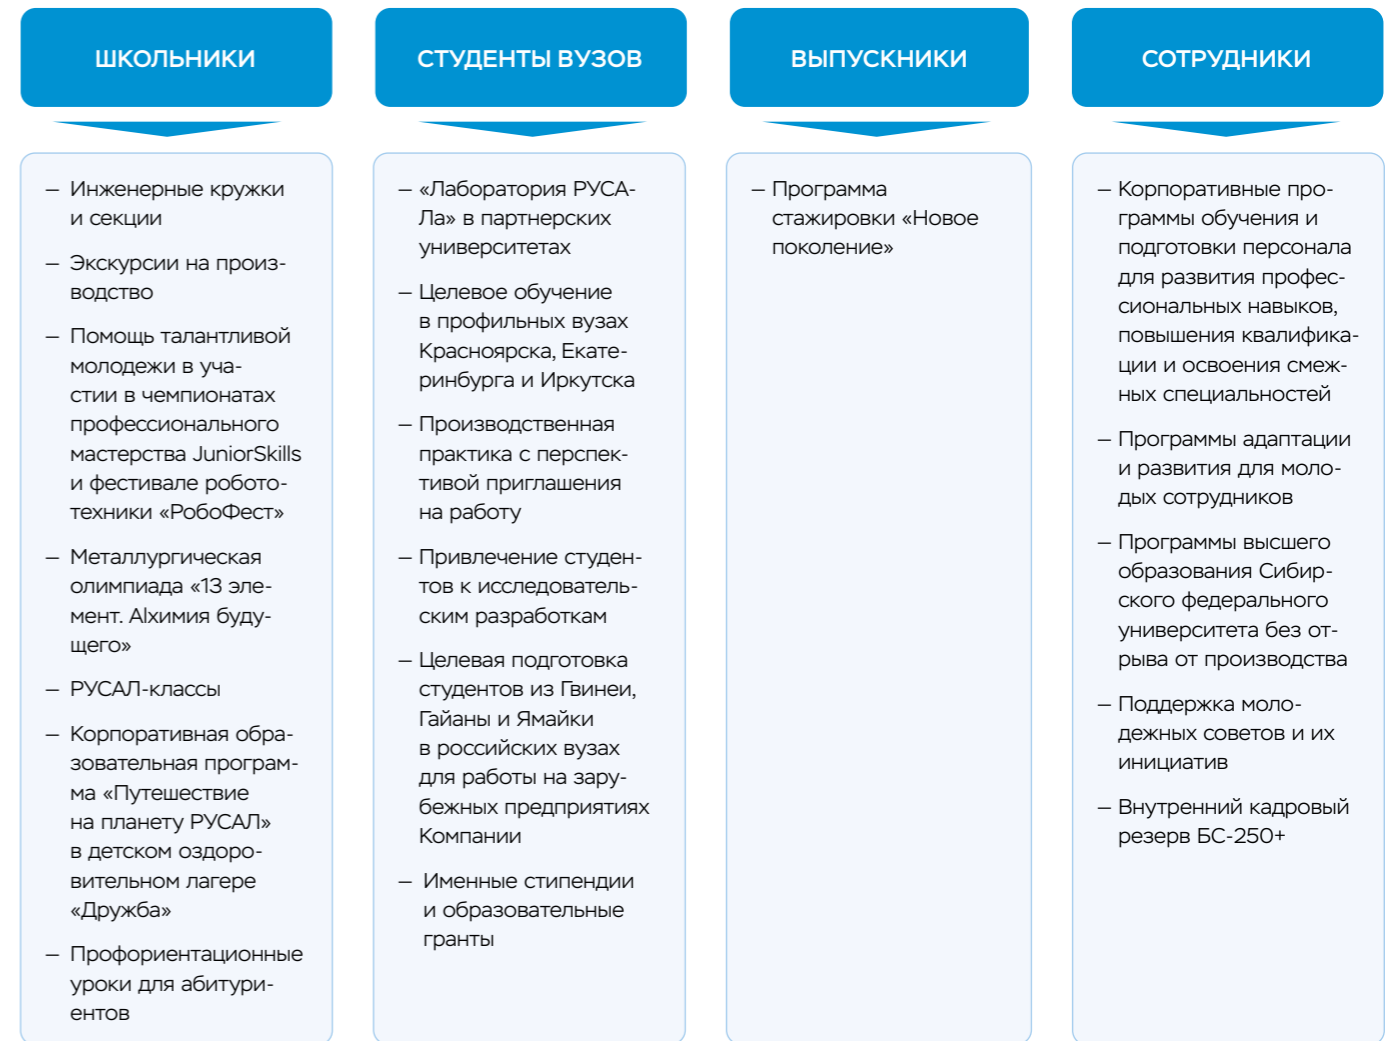 ШКОЛЬНИКИ
— Инженерные кружки
и секции
— Экскурсии на произ-
водство
— Помощь талантливой
молодежи в уча-
стии в чемпионатах
профессионального
мастерства JuniorSkills
и фестивале робото-
техники «РобоФест»
— Металлургическая
олимпиада «13 эле-
мент. Alхимия буду-
щего»
— РУСАЛ-классы
— Корпоративная обра-
зовательная програм-
ма «Путешествие
на планету РУСАЛ»
в детском оздоро-
вительном лагере
«Дружба»
— Профориентационные
уроки для абитури-
ентов
СТУДЕНТЫ ВУЗОВ
— «Лаборатория РУСА-
Ла» в партнерских
университетах
— Целевое обучение
в профильных вузах
Красноярска, Екате-
ринбурга и Иркутска
— Производственная
практика с перспек-
тивой приглашения
на работу
— Привлечение студен-
тов к исследователь-
ским разработкам
— Целевая подготовка
студентов из Гвинеи,
Гайаны и Ямайки
в российских вузах
для работы на зару-
бежных предприятиях
Компании
— Именные стипендии
и образовательные
гранты
ВЫПУСКНИКИ
— Программа
стажировки «Новое
поколение»
СОТРУДНИКИ
— Корпоративные про-
граммы обучения и
подготовки персонала
для развития профес-
сиональных навыков,
повышения квалифика-
ции и освоения смеж-
ных специальностей
— Программы адаптации
и развития для моло-
дых сотрудников
— Программы высшего
образования Сибир-
ского федерального
университета без от-
рыва от производства
— Поддержка моло-
дежных советов и их
инициатив
— Внутренний кадровый
резерв БС-250+